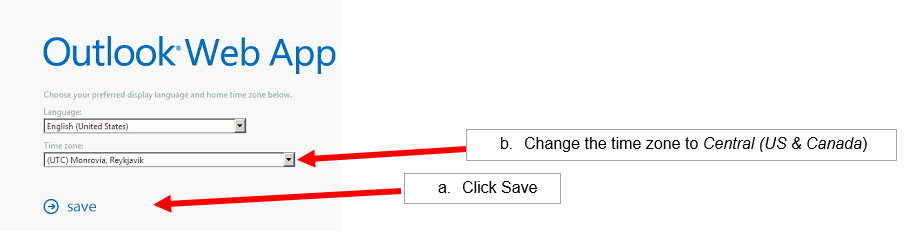 Outlook® Web App
Choose your preferred display language and home time zone below.
Language:
English (United States)
Time zone:
(UTC) Monrovia, Reykjavik
b. Change the time zone to Central (US & Canada)
a. Click Save
save